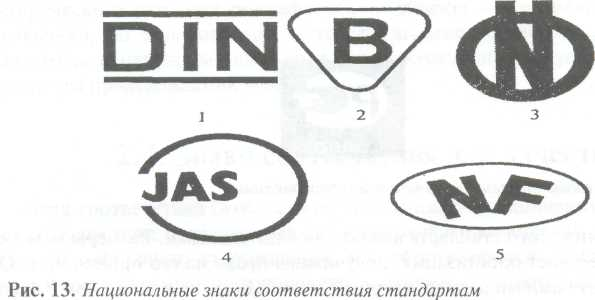 DIN
B
N
1
2
3
JAS
NF
4
5
Рис. 13. Национальные знаки соответствия стандартам